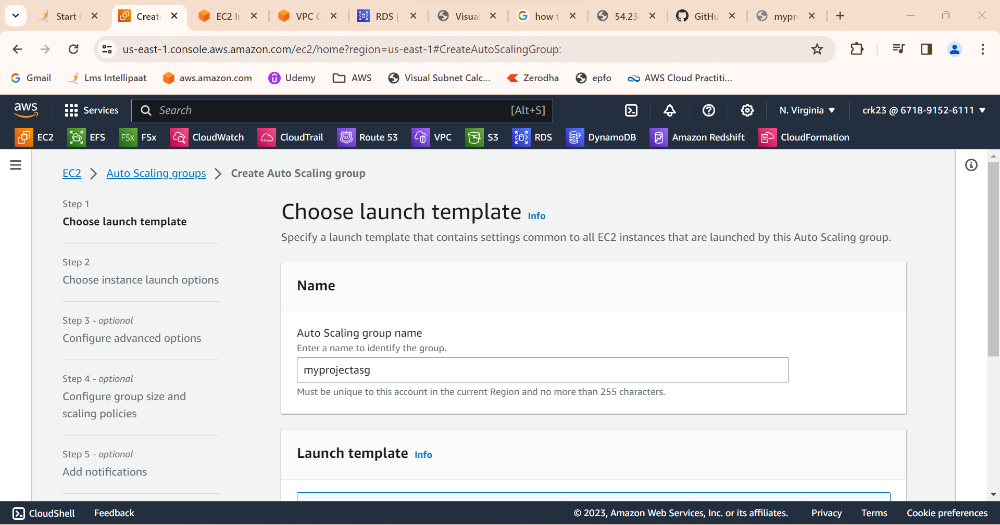 Start
Creat
EC2 I
VPC
RDS |
Visual
how t
54.23
GitHu
mypr
us-east-1.console.aws.amazon.com/ec2/home?region=us-east-1#CreateAutoScalingGroup:
Gmail
Lms Intellipaat
aws.amazon.com
Udemy
AWS
Visual Subnet Calc...
Zerodha
epfo
AWS Cloud Practiti...
aws
Services
Search
[Alt+S]
N. Virginia
crk23 @ 6718-9152-6111
EC2
EFS
FSx
FSx
CloudWatch
CloudTrail
53
Route 53
VPC
S3
RDS
DynamoDB
Amazon Redshift
CloudFormation
EC2
Auto Scaling groups
Create Auto Scaling group
Step 1
Choose launch template
Step 2
Choose instance launch options
Step 3 - optional
Configure advanced options
Step 4 - optional
Configure group size and
scaling policies
Step 5 - optional
Add notifications
Choose launch template Info
Specify a launch template that contains settings common to all EC2 instances that are launched by this Auto Scaling group.
Name
Auto Scaling group name
Enter a name to identify the group.
myprojectasg
Must be unique to this account in the current Region and no more than 255 characters.
Launch template Info
CloudShell
Feedback
© 2023, Amazon Web Services, Inc. or its affiliates.
Privacy
Terms
Cookie preferences